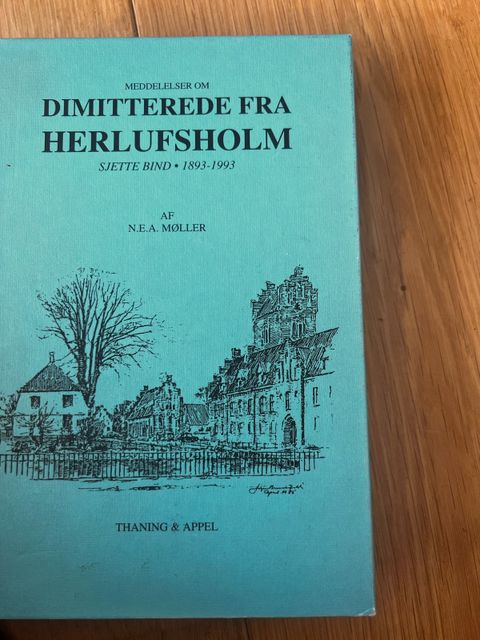 MEDDELELSER OM
DIMITTEREDE FRA
HERLUFSHOLM
SJETTE BIND • 1893-1993
AF
N.E.A. MØLLER
THANING & APPEL